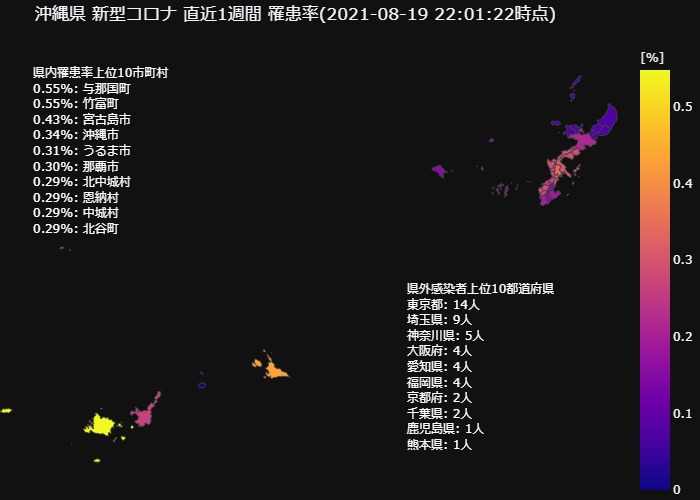 沖縄県 新型コロナ 直近1週間 罹患率(2021-08-19 22:01:22時点)
[%]
県内罹患率上位10市町村
0.55%: 与那国町
0.55%: 竹富町
0.43%: 宮古島市
0.34%: 沖縄市
0.31%: うるま市
0.30%: 那覇市
0.29%: 北中城村
0.29%: 恩納村
0.29%: 中城村
0.29%: 北谷町
県外感染者上位10都道府県
東京都: 14人
埼玉県: 9人
神奈川県: 5人
大阪府: 4人
愛知県: 4人
福岡県: 4人
京都府: 2人
千葉県: 2人
鹿児島県: 1人
熊本県: 1人
0.5
0.4
0.3
0.2
0.1
0